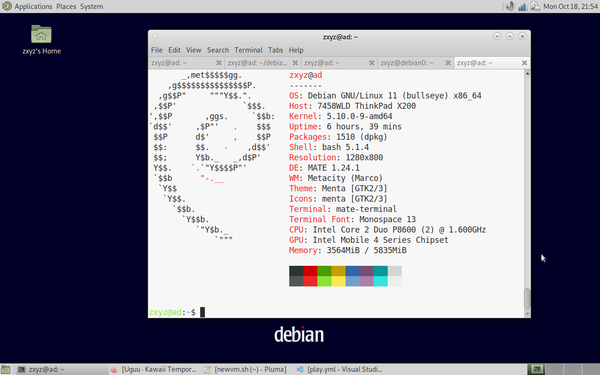 Applications Places System
Mon Oct 18, 21:54
zxyz's Home
zxyz@ad: ~
File Edit View Search Terminal Tabs Help
zxyz@ad: ~
zxyz@ad: ~/debia...
zxyz@ad: ~
zxyz@debian0: ~
zxyz@ad: ~
zxyz@ad
-------
OS: Debian GNU/Linux 11 (bullseye) x86_64
Host: 7458WLD ThinkPad X200
Kernel: 5.10.0-9-amd64
Uptime: 6 hours, 39 mins
Packages: 1510 (dpkg)
Shell: bash 5.1.4
Resolution: 1280x800
DE: MATE 1.24.1
WM: Metacity (Marco)
Theme: Menta [GTK2/3]
Icons: menta [GTK2/3]
Terminal: mate-terminal
Terminal Font: Monospace 13
CPU: Intel Core 2 Duo P8600 (2) @ 1.600GHz
GPU: Intel Mobile 4 Series Chipset
Memory: 3564MiB / 5835MiB
zxyz@ad:~$
debian
zxyz@ad: ~
[Uguu · Kawaii Tempor...
[newvm.sh (~) - Pluma]
[play.yml - Visual Studi...